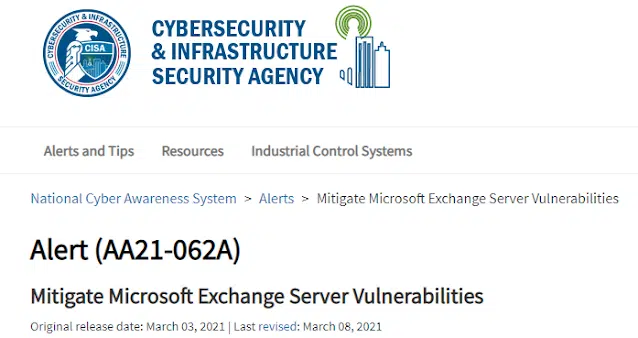 CYBERSECURITY & INFRASTRUCTURE
CISA
SECURITY AGENCY
CYBERSECURITY
& INFRASTRUCTURE
SECURITY AGENCY
Alerts and Tips Resources Industrial Control Systems
National Cyber Awareness System > Alerts > Mitigate Microsoft Exchange Server Vulnerabilities
Alert (AA21-062A)
Mitigate Microsoft Exchange Server Vulnerabilities
Original release date: March 03, 2021 | Last revised: March 08, 2021